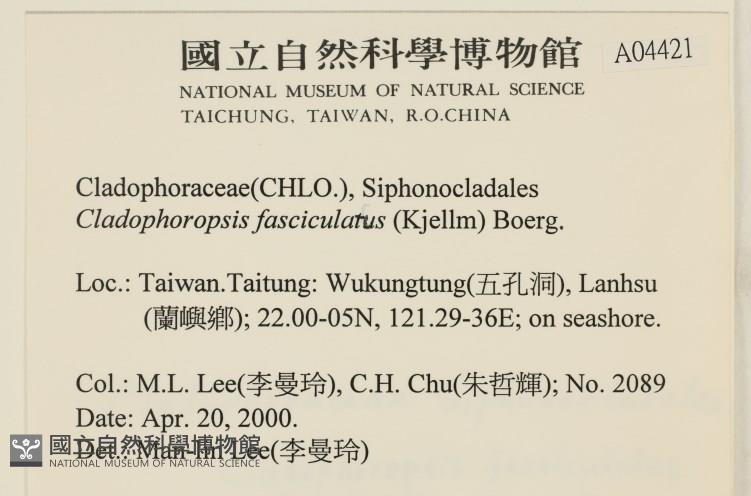 國立自然科學博物館 A04421
NATIONAL MUSEUM OF NATURAL SCIENCE
TAICHUNG, TAIWAN, R.O.CHINA
Cladophoraceae(CHLO.), Siphonocladales
Cladophoropsis fasciculatus (Kjellm) Boerg.
Loc.: Taiwan.Taitung: Wukungtung(五孔洞), Lanhsu
(蘭嶼鄉); 22.00-05N, 121.29-36E; on seashore.
Col.: M.L. Lee(李曼玲), C.H. Chu(朱哲輝); No. 2089
Date: Apr. 20, 2000.
Det.: Man-lin Lee(李曼玲)
國立自然科學博物館
NATIONAL MUSEUM OF NATURAL SCIENCE